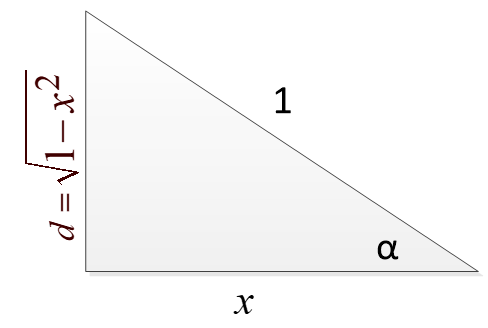 1
d = √1−x²
α
x